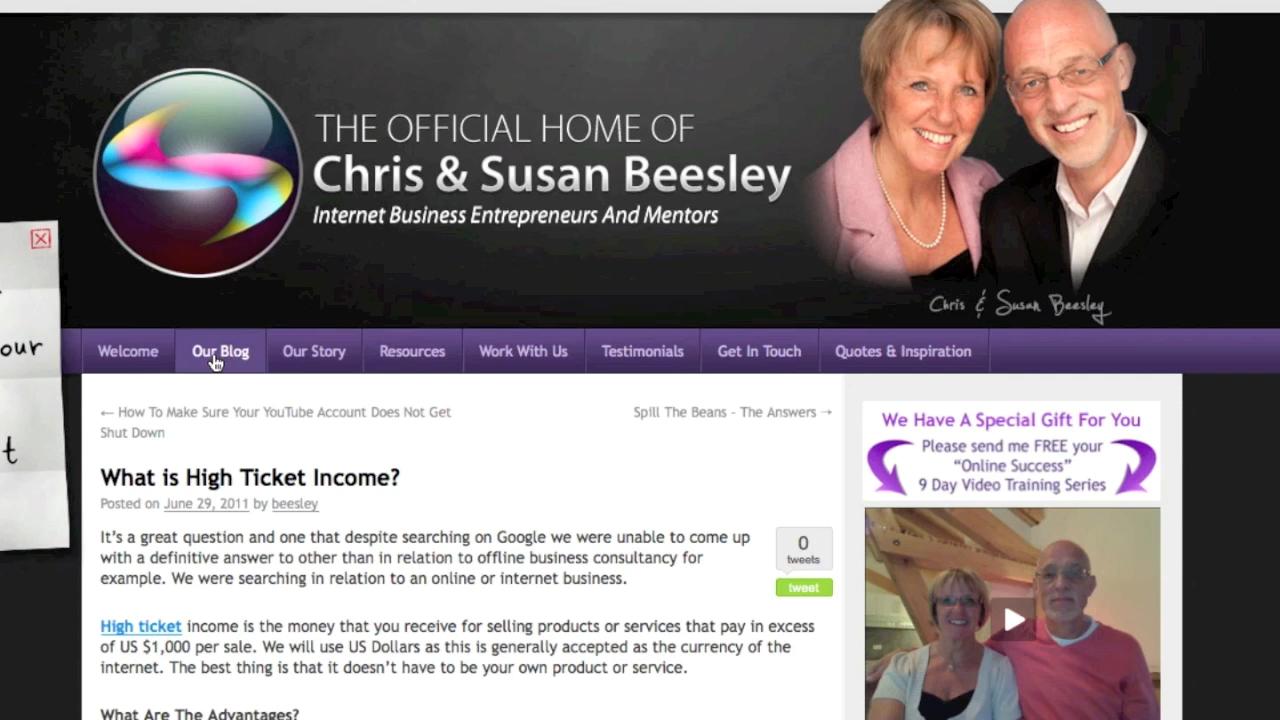 THE OFFICIAL HOME OF
Chris & Susan Beesley
Internet Business Entrepreneurs And Mentors
Chris & Susan Beesley
our
t
Welcome
Our Blog
Our Story
Resources
Work With Us
Testimonials
Get In Touch
Quotes & Inspiration
← How To Make Sure Your YouTube Account Does Not Get
Shut Down
Spill The Beans – The Answers →
What is High Ticket Income?
Posted on June 29, 2011 by beesley
It's a great question and one that despite searching on Google we were unable to come up
with a definitive answer to other than in relation to offline business consultancy for
example. We were searching in relation to an online or internet business.
0
tweets
tweet
High ticket income is the money that you receive for selling products or services that pay in excess
of US $1,000 per sale. We will use US Dollars as this is generally accepted as the currency of the
internet. The best thing is that it doesn't have to be your own product or service.
What Are The Advantages?
We Have A Special Gift For You
Please send me FREE your
“Online Success”
9 Day Video Training Series